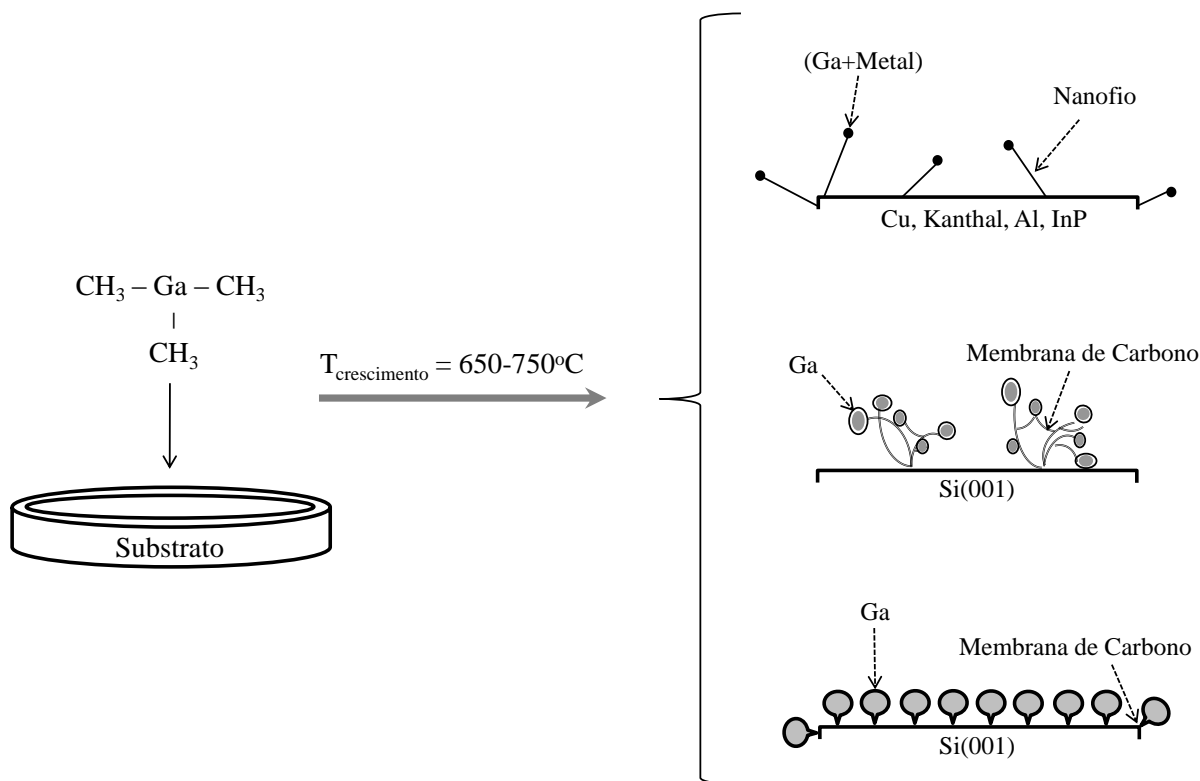 CH₃ – Ga – CH₃
|
CH₃
Substrato
T_crescimento = 650-750ºC
(Ga+Metal)
Nanofio
Cu, Kanthal, Al, InP
Ga
Membrana de Carbono
Si(001)
Ga
Membrana de Carbono
Si(001)